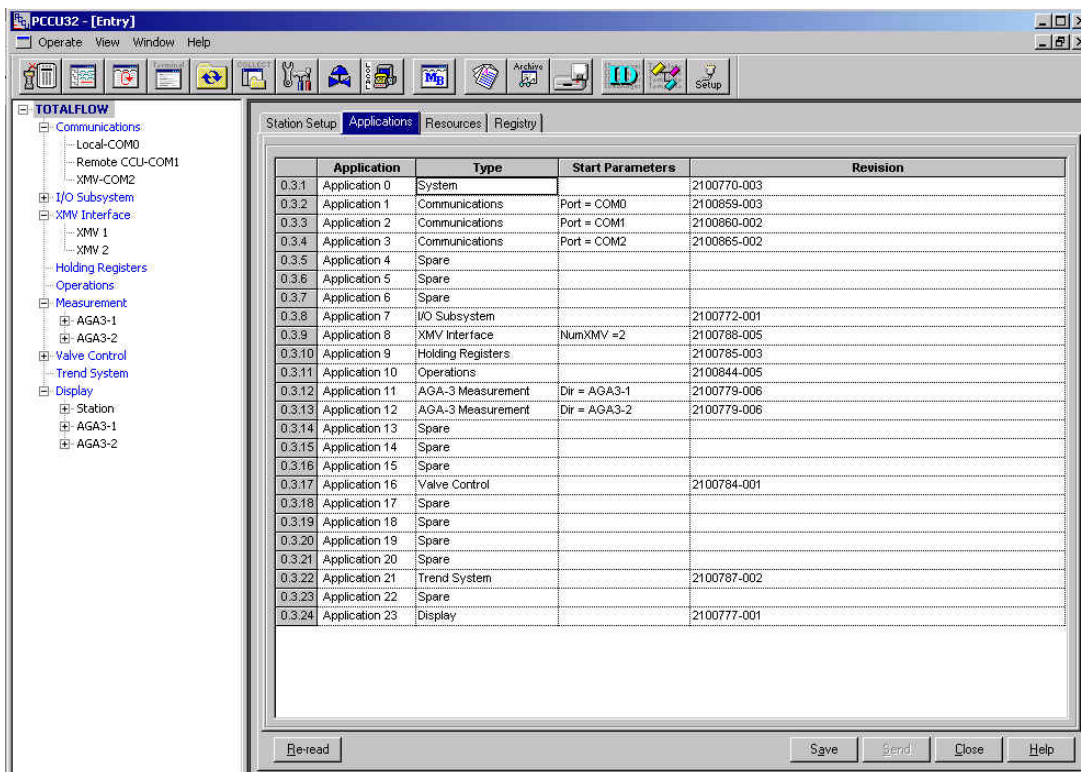 PCCU32 - [Entry]
Operate View Window Help
Terminal
COLLECT
LOCAL
MB
Archive
ID
Setup
TOTALFLOW
Communications
Local-COM0
Remote CCU-COM1
XMV-COM2
I/O Subsystem
XMV Interface
XMV 1
XMV 2
Holding Registers
Operations
Measurement
AGA3-1
AGA3-2
Valve Control
Trend System
Display
Station
AGA3-1
AGA3-2
Station Setup Applications Resources Registry
Application Type Start Parameters Revision
0.3.1 Application 0 System 2100770-003
0.3.2 Application 1 Communications Port = COM0 2100859-003
0.3.3 Application 2 Communications Port = COM1 2100860-002
0.3.4 Application 3 Communications Port = COM2 2100865-002
0.3.5 Application 4 Spare
0.3.6 Application 5 Spare
0.3.7 Application 6 Spare
0.3.8 Application 7 I/O Subsystem 2100772-001
0.3.9 Application 8 XMV Interface NumXMV =2 2100788-005
0.3.10 Application 9 Holding Registers 2100785-003
0.3.11 Application 10 Operations 2100844-005
0.3.12 Application 11 AGA-3 Measurement Dir = AGA3-1 2100779-006
0.3.13 Application 12 AGA-3 Measurement Dir = AGA3-2 2100779-006
0.3.14 Application 13 Spare
0.3.15 Application 14 Spare
0.3.16 Application 15 Spare
0.3.17 Application 16 Valve Control 2100784-001
0.3.18 Application 17 Spare
0.3.19 Application 18 Spare
0.3.20 Application 19 Spare
0.3.21 Application 20 Spare
0.3.22 Application 21 Trend System 2100787-002
0.3.23 Application 22 Spare
0.3.24 Application 23 Display 2100777-001
Re-read Save Send Close Help